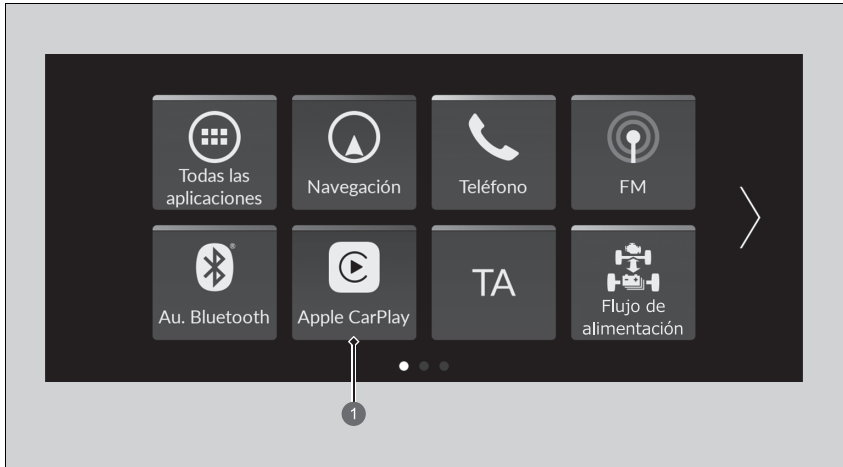 Todas las
aplicaciones
Navegación
Teléfono
FM
®
Au. Bluetooth
Apple CarPlay
TA
Flujo de
alimentación
1